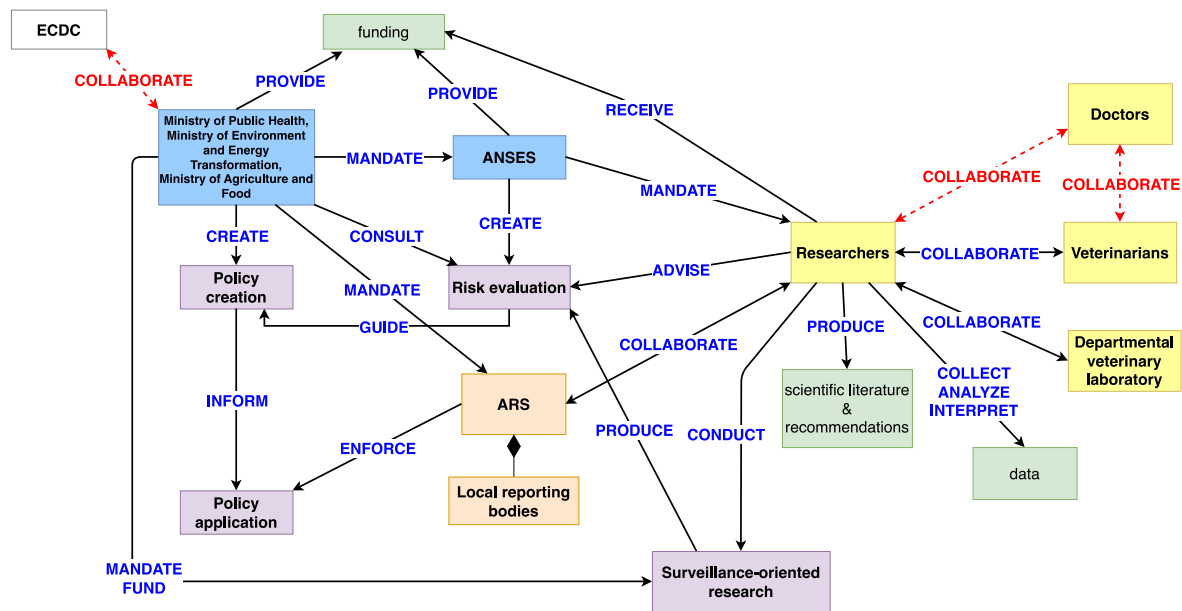 ECDC
funding
COLLABORATE
PROVIDE
PROVIDE
RECEIVE
Ministry of Public Health,
Ministry of Environment
and Energy
Transformation,
Ministry of Agriculture and
Food
MANDATE
ANSES
MANDATE
Doctors
COLLABORATE
COLLABORATE
CREATE
CONSULT
CREATE
Researchers
COLLABORATE
Veterinarians
Policy
creation
MANDATE
Risk evaluation
ADVISE
GUIDE
COLLABORATE
PRODUCE
COLLABORATE
Departmental
veterinary
laboratory
INFORM
ARS
scientific literature
&
recommendations
COLLECT
ANALYZE
INTERPRET
ENFORCE
PRODUCE
CONDUCT
data
Policy
application
Local reporting
bodies
MANDATE
FUND
Surveillance-oriented
research